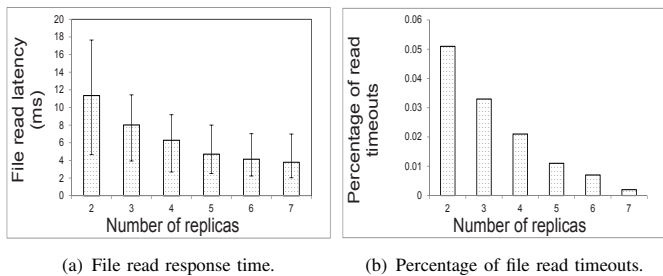 20
18
16
14
12
10
8
6
4
2
0
File read latency
(ms)
2 3 4 5 6 7
Number of replicas
(a) File read response time.
0.06
0.05
0.04
0.03
0.02
0.01
0
Percentage of read
timeouts
2 3 4 5 6 7
Number of replicas
(b) Percentage of file read timeouts.